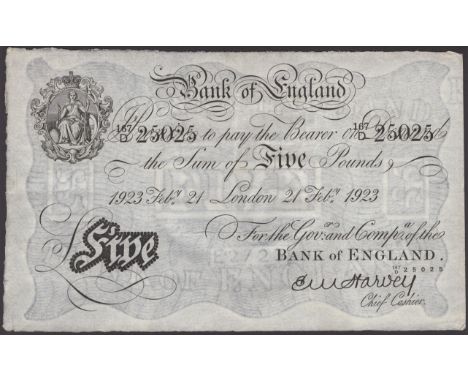 Bank of England
I Promise to pay the Bearer on Demand
167/D 25025 167/D 25025
the Sum of Five Pounds
1923 Feby. 21 London 21 Feby. 1923
For the Govr. and Compa. of the
£Five BANK OF ENGLAND.
167/D 25025
E M Harvey
Chief Cashier.